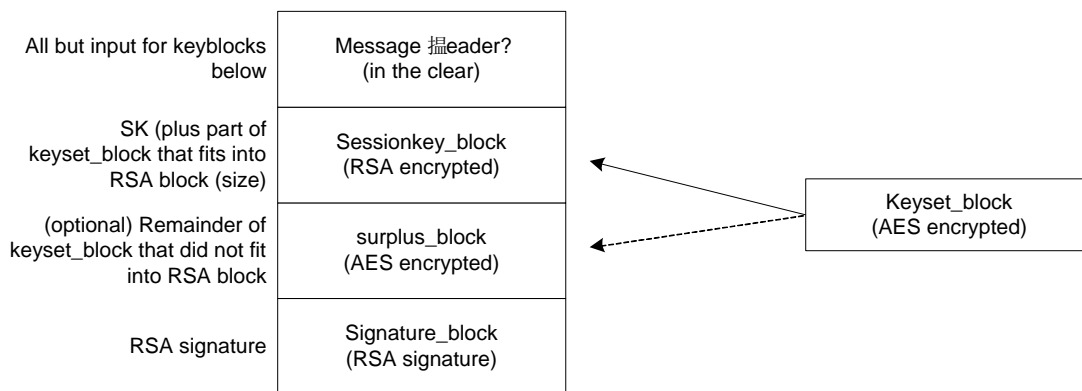 All but input for keyblocks
below
Message 揾eader?
(in the clear)
SK (plus part of
keyset_block that fits into
RSA block (size)
Sessionkey_block
(RSA encrypted)
(optional) Remainder of
keyset_block that did not fit
into RSA block
surplus_block
(AES encrypted)
Keyset_block
(AES encrypted)
RSA signature
Signature_block
(RSA signature)